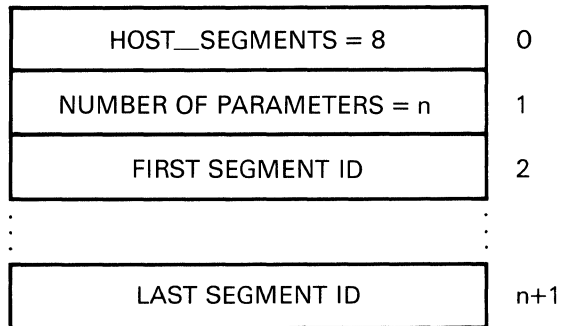 HOST__SEGMENTS = 8 0
NUMBER OF PARAMETERS = n 1
FIRST SEGMENT ID 2
LAST SEGMENT ID n+1